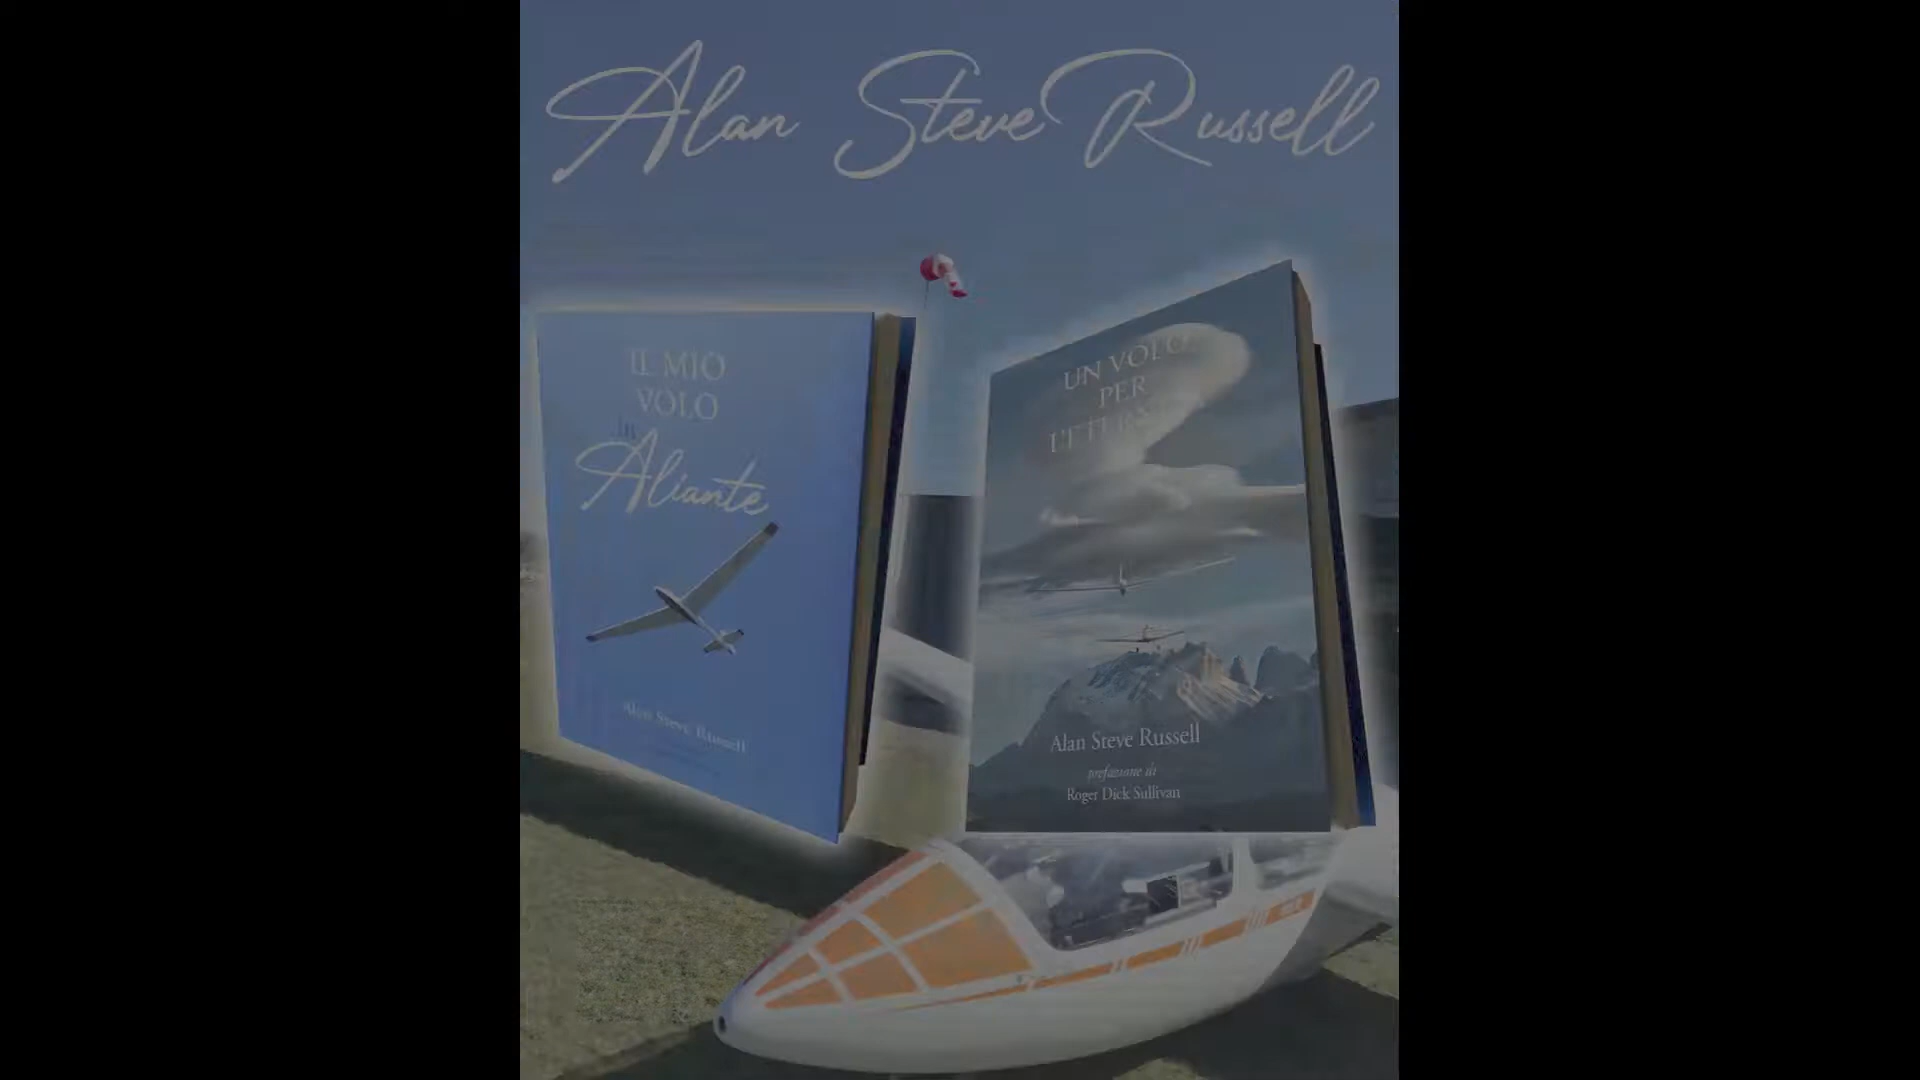 Alan Steve Russell
IL MIO
VOLO
in
Aliante
Alan Steve Russell
UN VOLO
PER
Alan Steve Russell
prefazione di
Roger Dick Sullivan